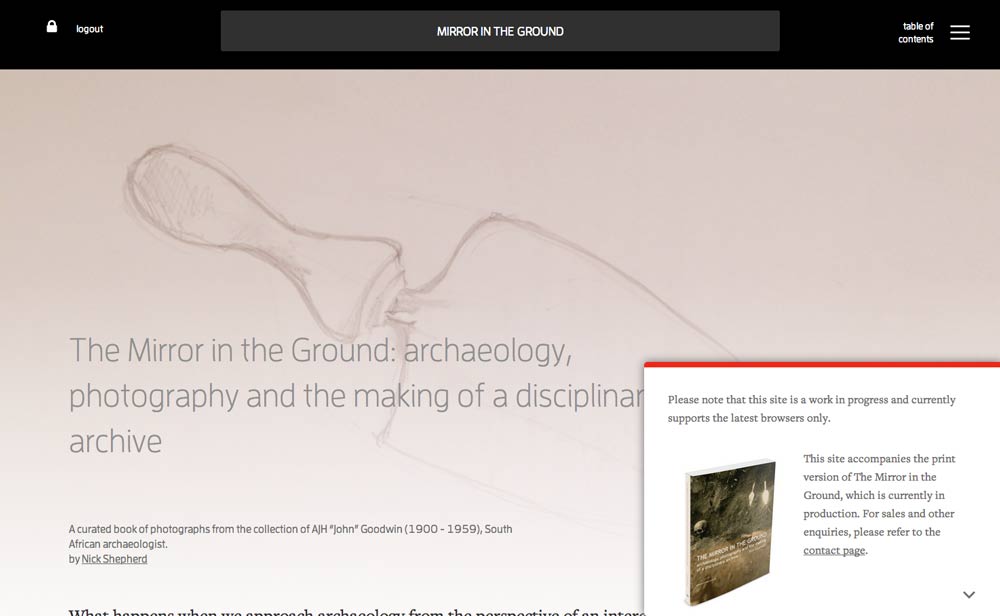 logout
MIRROR IN THE GROUND
table of
contents
The Mirror in the Ground: archaeology,
photography and the making of a disciplinar
archive
A curated book of photographs from the collection of AJH "John" Goodwin (1900 - 1959), South
African archaeologist.
by Nick Shepherd
What happens when we approach archaeology from the perspective of an intere
Please note that this site is a work in progress and currently
supports the latest browsers only.
This site accompanies the print
version of The Mirror in the
Ground, which is currently in
production. For sales and other
enquiries, please refer to the
contact page.
THE MIRROR IN THE GROUND